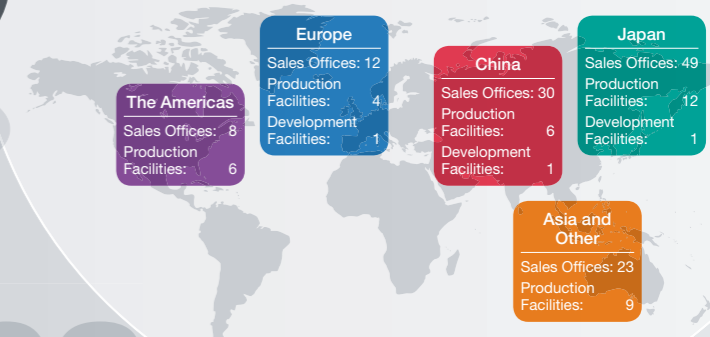 The Americas
Sales Offices: 8
Production
Facilities: 6
Europe
Sales Offices: 12
Production
Facilities: 4
Development
Facilities: 1
China
Sales Offices: 30
Production
Facilities: 6
Development
Facilities: 1
Japan
Sales Offices: 49
Production
Facilities: 12
Development
Facilities: 1
Asia and
Other
Sales Offices: 23
Production
Facilities: 9